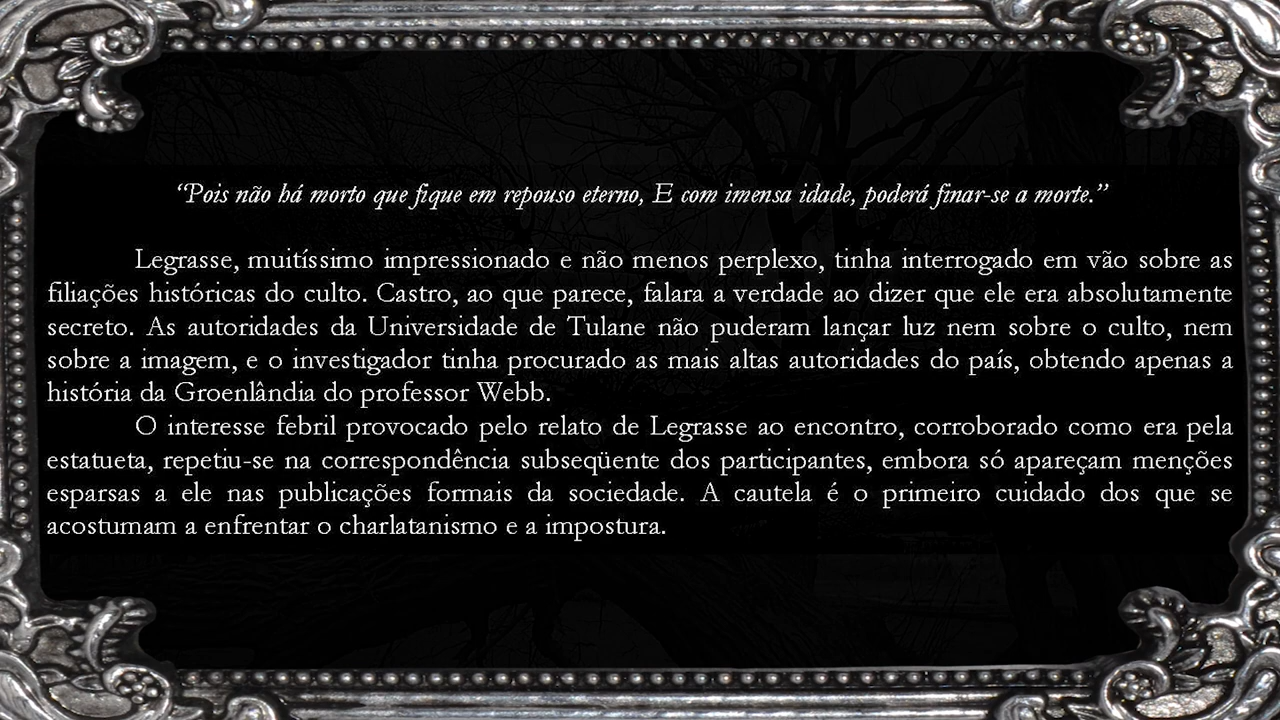 “Pois não há morto que fique em repouso eterno, E com imensa idade, poderá finar-se a morte.”
Legrasse, muitíssimo impressionado e não menos perplexo, tinha interrogado em vão sobre as
filiações históricas do culto. Castro, ao que parece, falara a verdade ao dizer que ele era absolutamente
secreto. As autoridades da Universidade de Tulane não puderam lançar luz nem sobre o culto, nem
sobre a imagem, e o investigador tinha procurado as mais altas autoridades do país, obtendo apenas a
história da Groenlândia do professor Webb.
O interesse febril provocado pelo relato de Legrasse ao encontro, corroborado como era pela
estatueta, repetiu-se na correspondência subseqüente dos participantes, embora só apareçam menções
esparsas a ele nas publicações formais da sociedade. A cautela é o primeiro cuidado dos que se
acostumam a enfrentar o charlatanismo e a impostura.